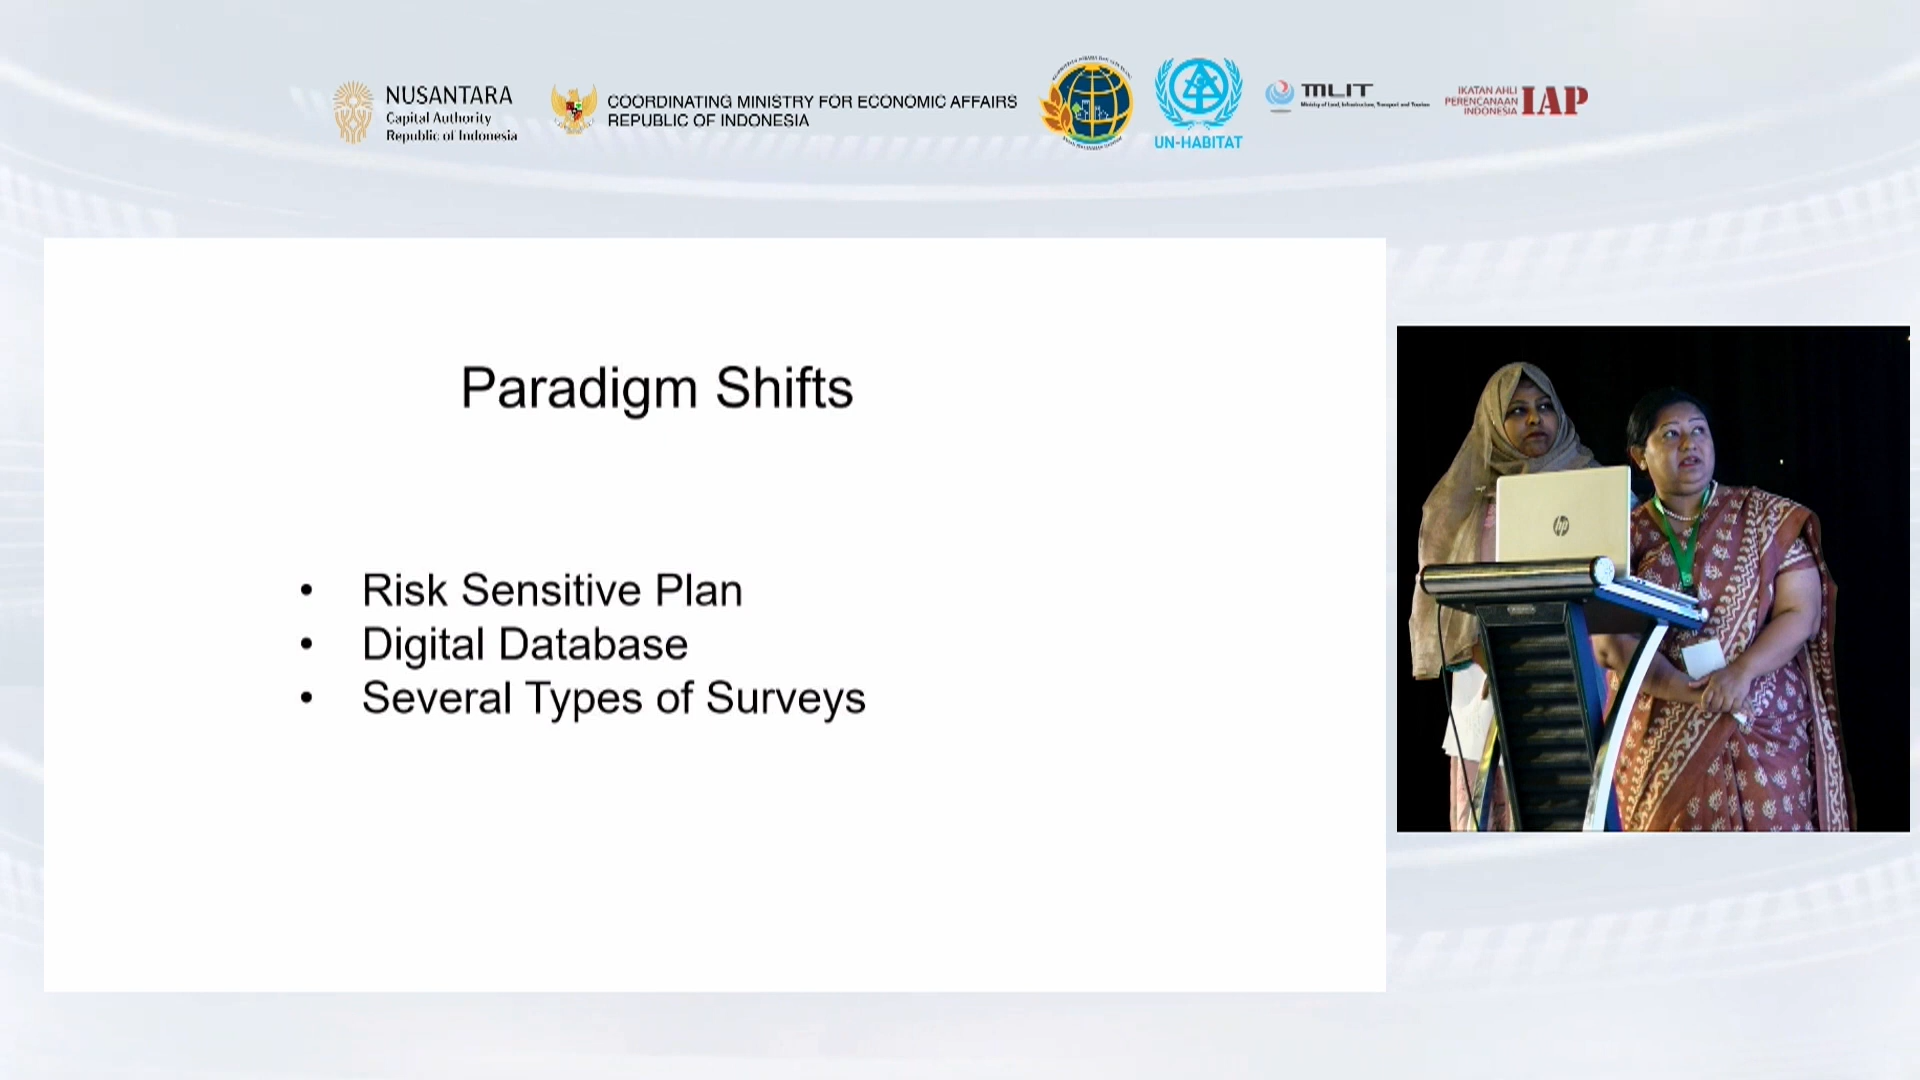 NUSANTARA
Capital Authority
Republic of Indonesia
COORDINATING MINISTRY FOR ECONOMIC AFFAIRS
REPUBLIC OF INDONESIA
UN-HABITAT
MLIT
Ministry of Land, Infrastructure, Transport and Tourism
IKATAN AHLI
PERENCANAAN
INDONESIA
IAP
Paradigm Shifts
• Risk Sensitive Plan
• Digital Database
• Several Types of Surveys
hp